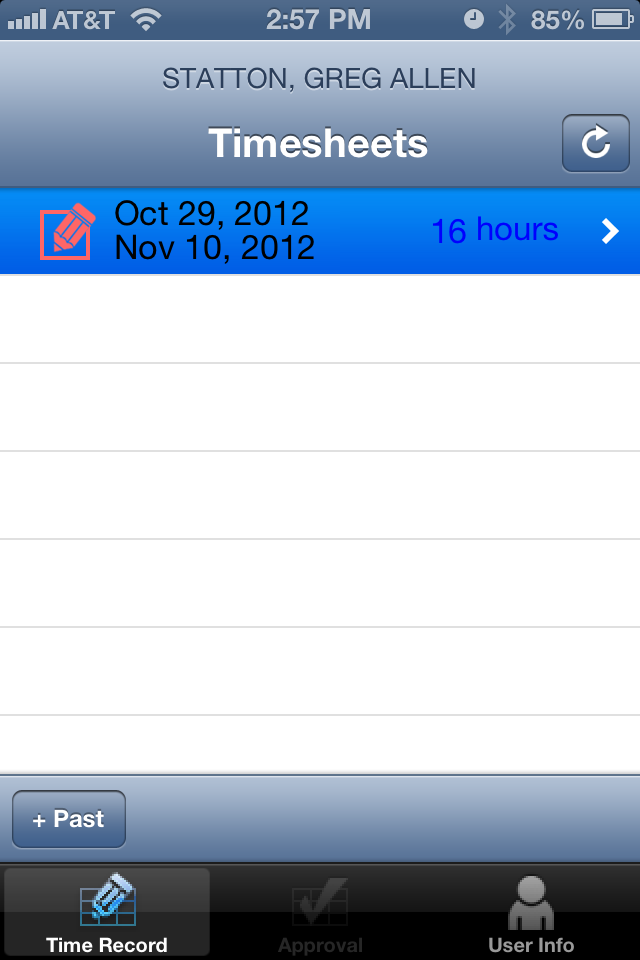 AT&T 2:57 PM 85%
STATTON, GREG ALLEN
Timesheets
Oct 29, 2012
Nov 10, 2012
16 hours
+ Past
Time Record Approval User Info